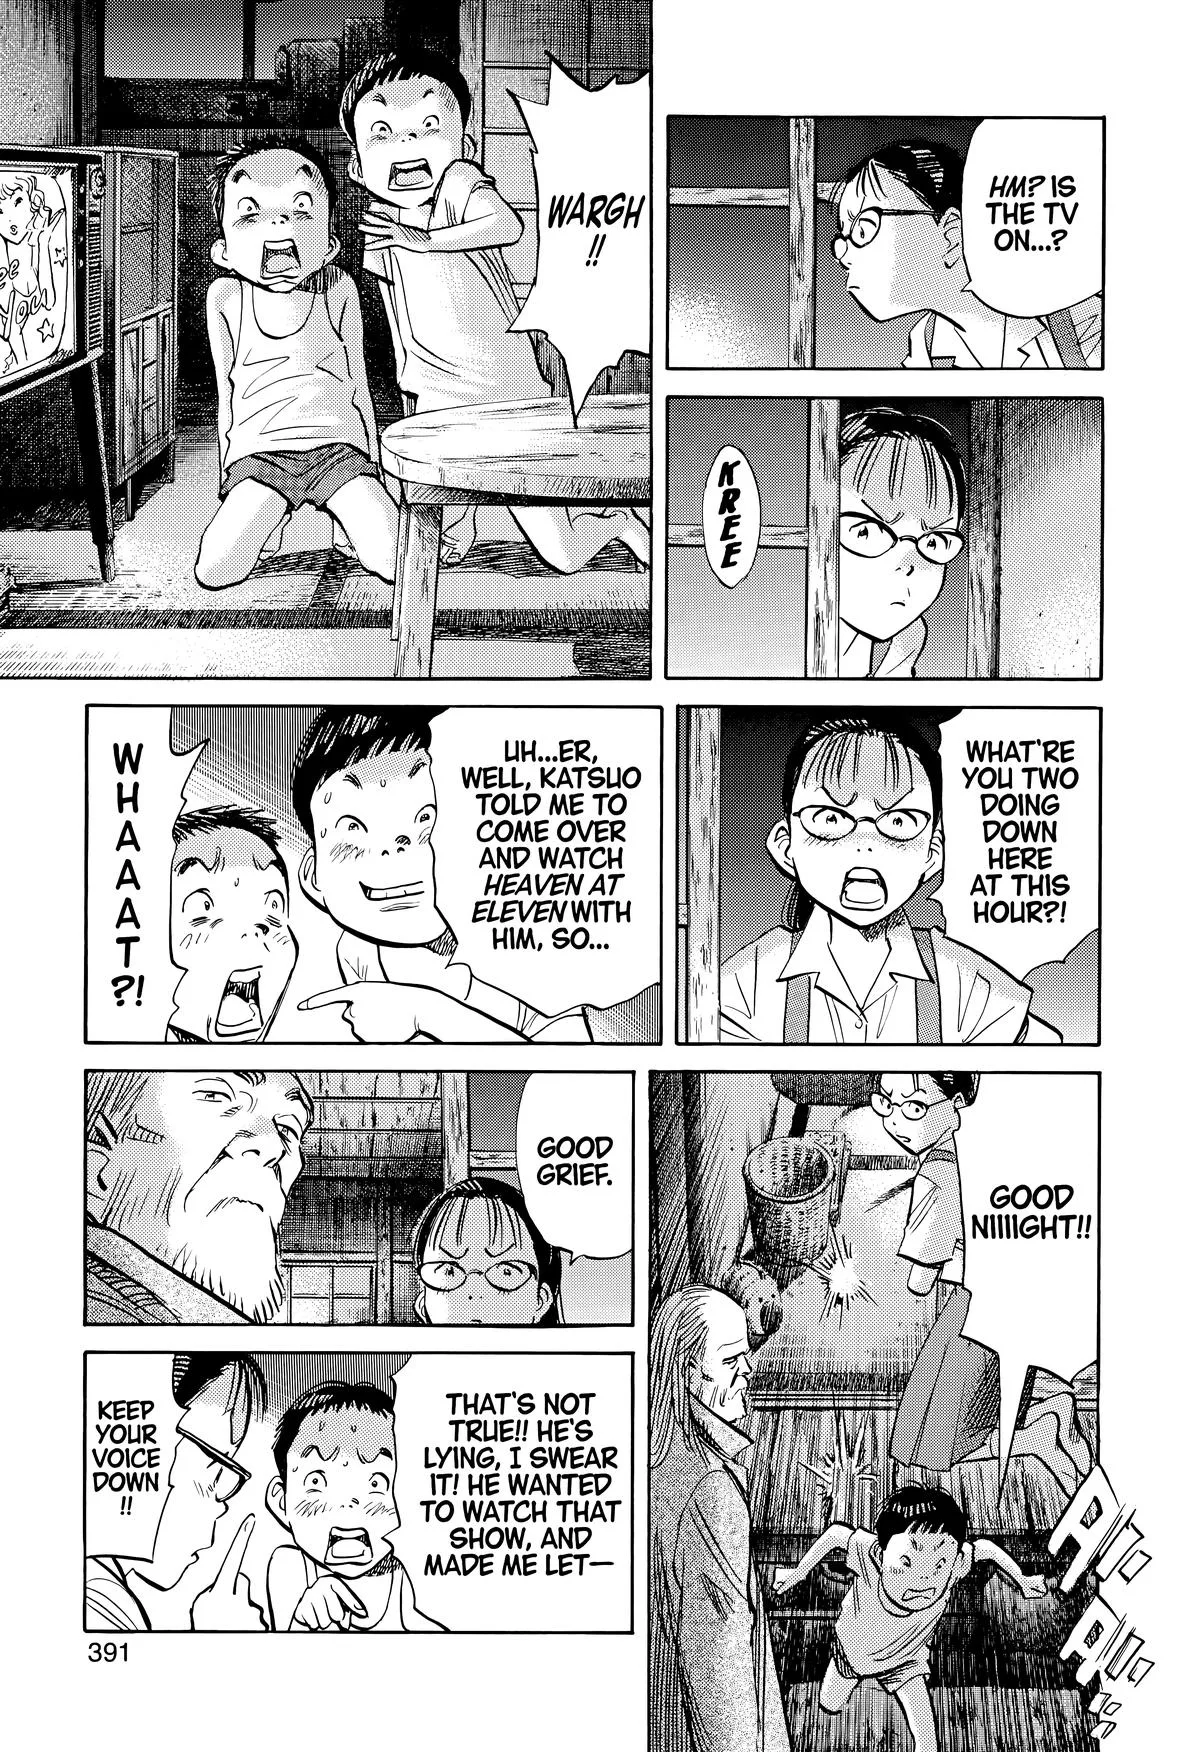 HM? IS
THE TV
ON...?
KREE
WARGH
!!
WHAT'RE
YOU TWO
DOING
DOWN
HERE
AT THIS
HOUR?!
UH...ER,
WELL, KATSUO
TOLD ME TO
COME OVER
AND WATCH
HEAVEN AT
ELEVEN WITH
HIM, SO...
WHAAAT?!
GOOD
NIIIIGHT!!
GOOD
GRIEF.
THAT'S NOT
TRUE!! HE'S
LYING, I SWEAR
IT! HE WANTED
TO WATCH THAT
SHOW, AND
MADE ME LET—
KEEP
YOUR
VOICE
DOWN
!!
391